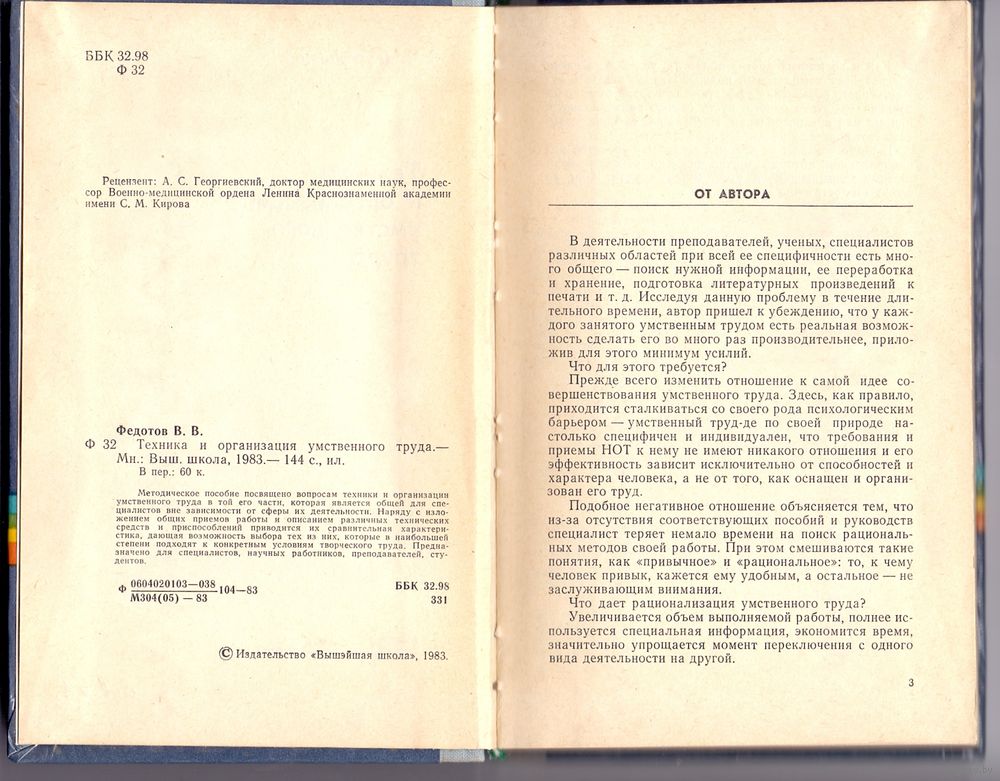 ББК 32.98
Ф 32
Рецензент: А. С. Георгиевский, доктор медицинских наук, профес-
сор Военно-медицинской ордена Ленина Краснознаменной академии
имени С. М. Кирова
Федотов В. В.
Ф 32 Техника и организация умственного труда.—
Мн.: Выш. школа, 1983.— 144 с., ил.
В пер.: 60 к.
Методическое пособие посвящено вопросам техники и организации
умственного труда в той его части, которая является общей для спе-
циалистов вне зависимости от сферы их деятельности. Наряду с изло-
жением общих приемов работы и описанием различных технических
средств и приспособлений приводится их сравнительная характери-
стика, дающая возможность выбора тех из них, которые в наибольшей
степени подходят к конкретным условиям творческого труда. Предна-
значено для специалистов, научных работников, преподавателей, сту-
дентов.
Ф 0604020103—038 104—83
М304(05) — 83
ББК 32.98
331
© Издательство «Вышэйшая школа», 1983.
ОТ АВТОРА
В деятельности преподавателей, ученых, специалистов
различных областей при всей ее специфичности есть мно-
го общего — поиск нужной информации, ее переработка
и хранение, подготовка литературных произведений к
печати и т. д. Исследуя данную проблему в течение дли-
тельного времени, автор пришел к убеждению, что у каж-
дого занятого умственным трудом есть реальная возмож-
ность сделать его во много раз производительнее, прило-
жив для этого минимум усилий.
Что для этого требуется?
Прежде всего изменить отношение к самой идее со-
вершенствования умственного труда. Здесь, как правило,
приходится сталкиваться со своего рода психологическим
барьером — умственный труд-де по своей природе на-
столько специфичен и индивидуален, что требования и
приемы НОТ к нему не имеют никакого отношения и его
эффективность зависит исключительно от способностей и
характера человека, а не от того, как оснащен и органи-
зован его труд.
Подобное негативное отношение объясняется тем, что
из-за отсутствия соответствующих пособий и руководств
специалист теряет немало времени на поиск рациональ-
ных методов своей работы. При этом смешиваются такие
понятия, как «привычное» и «рациональное»: то, к чему
человек привык, кажется ему удобным, а остальное — не
заслуживающим внимания.
Что дает рационализация умственного труда?
Увеличивается объем выполняемой работы, полнее ис-
пользуется специальная информация, экономится время,
значительно упрощается момент переключения с одного
вида деятельности на другой.
3